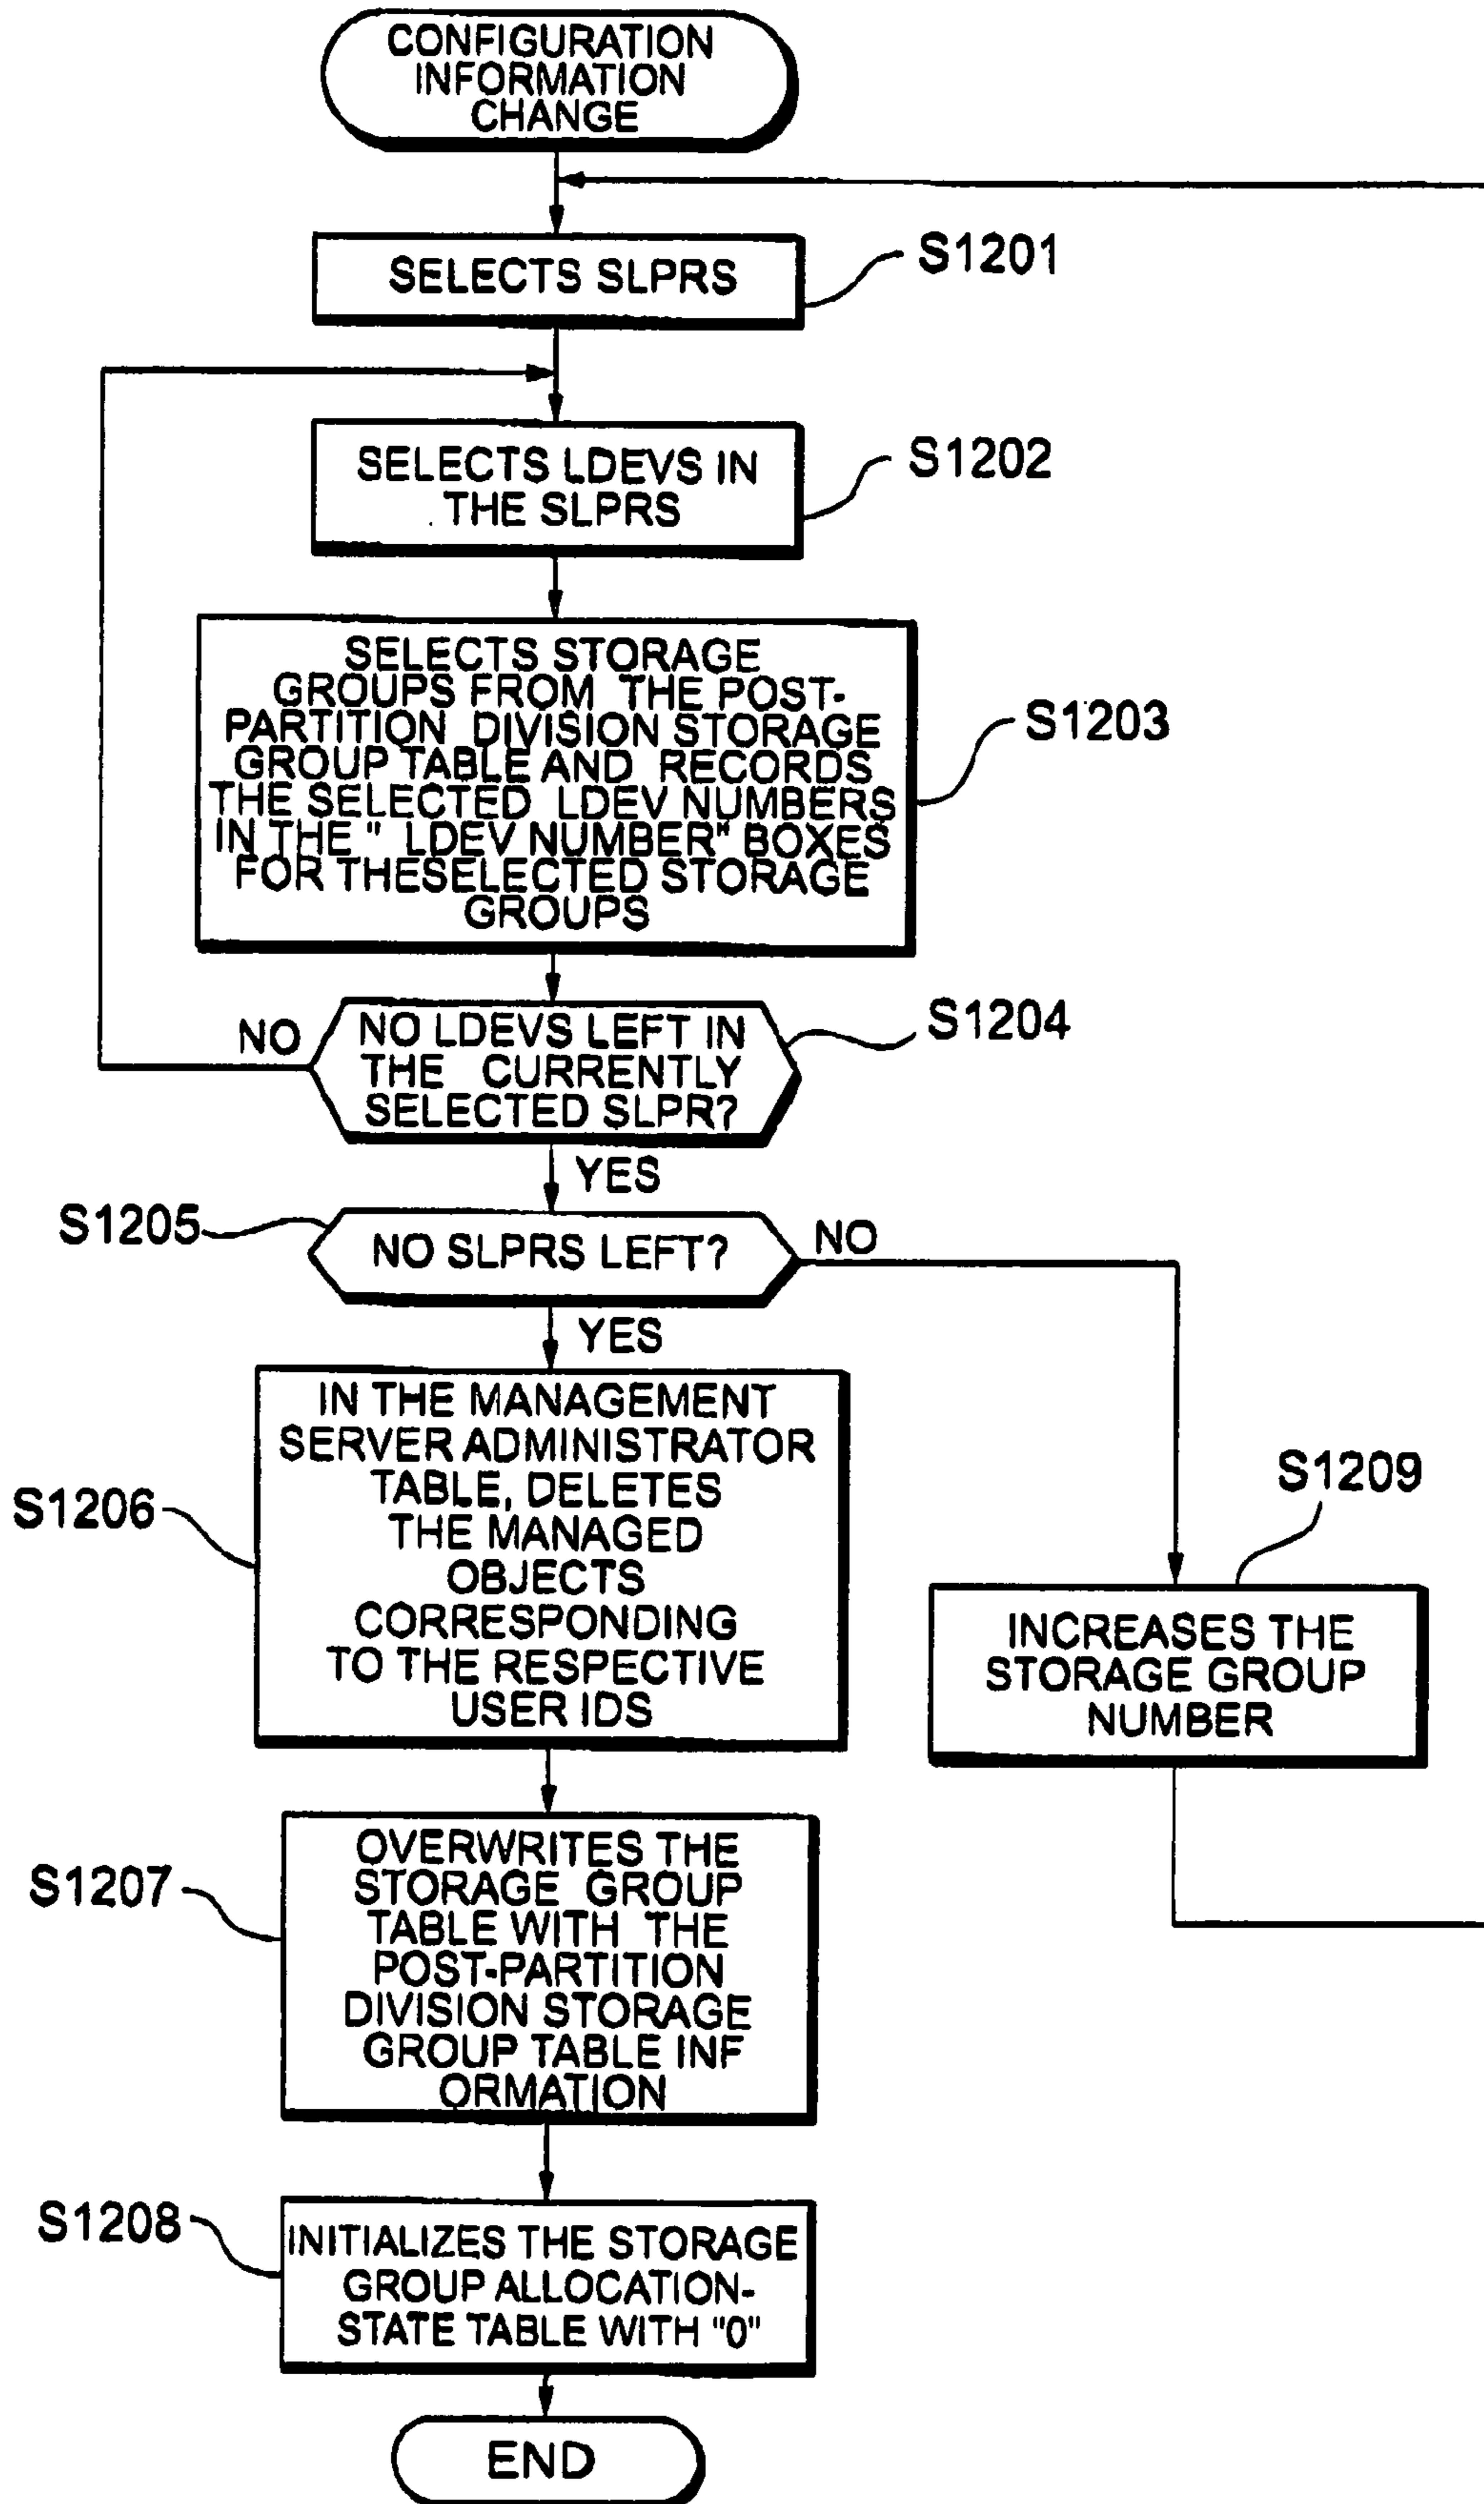 CONFIGURATION
INFORMATION
CHANGE
SELECTS SLPRS
S1201
SELECTS LDEVS IN
THE SLPRS
S1202
SELECTS STORAGE
GROUPS FROM THE POST-
PARTITION DIVISION STORAGE
GROUP TABLE AND RECORDS
THE SELECTED LDEV NUMBERS
IN THE " LDEV NUMBER" BOXES
FOR THESELECTED STORAGE
GROUPS
S1203
NO LDEVS LEFT IN
THE CURRENTLY
SELECTED SLPR?
S1204
NO
YES
S1205
NO SLPRS LEFT?
NO
YES
IN THE MANAGEMENT
SERVER ADMINISTRATOR
TABLE, DELETES
THE MANAGED
OBJECTS
CORRESPONDING
TO THE RESPECTIVE
USER IDS
S1206
S1209
INCREASES THE
STORAGE GROUP
NUMBER
S1207
OVERWRITES THE
STORAGE GROUP
TABLE WITH THE
POST-PARTITION
DIVISION STORAGE
GROUP TABLE INF
ORMATION
S1208
INITIALIZES THE STORAGE
GROUP ALLOCATION-
STATE TABLE WITH "0"
END